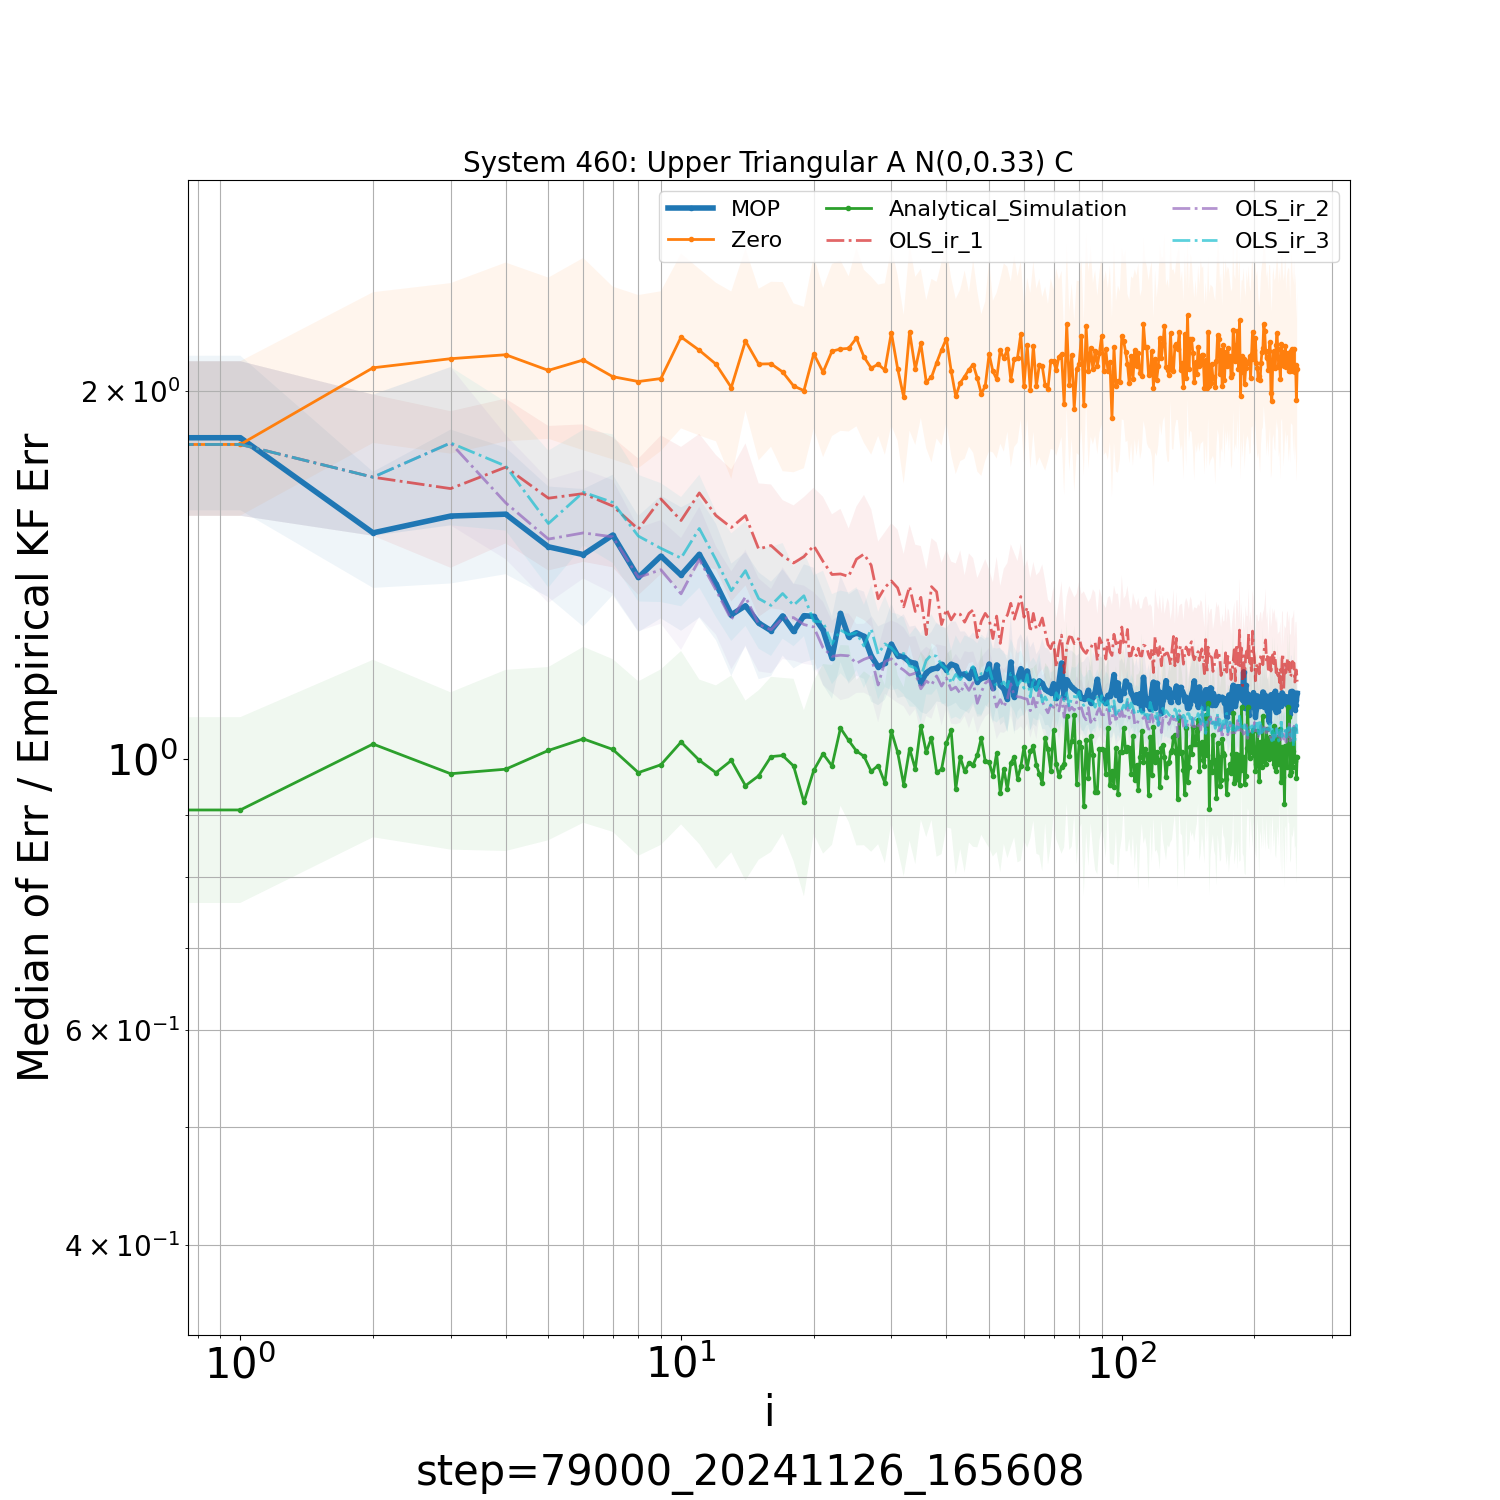 System 460: Upper Triangular A N(0,0.33) C
MOP
Zero
Analytical_Simulation
OLS_ir_1
OLS_ir_2
OLS_ir_3
Median of Err / Empirical KF Err
2 × 10⁰
10⁰
6 × 10⁻¹
4 × 10⁻¹
10⁰ 10¹ 10²
i
step=79000_20241126_165608